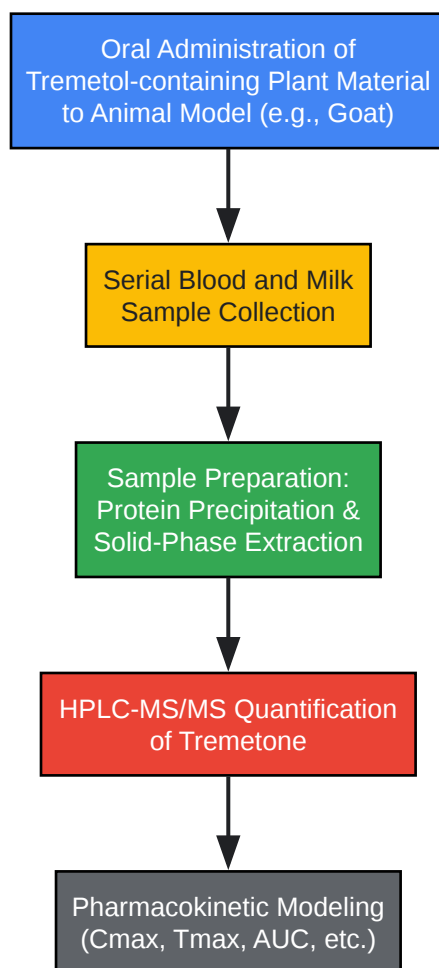 Oral Administration of
Tremetol-containing Plant Material
to Animal Model (e.g., Goat)
Serial Blood and Milk
Sample Collection
Sample Preparation:
Protein Precipitation &
Solid-Phase Extraction
HPLC-MS/MS Quantification
of Tremetone
Pharmacokinetic Modeling
(Cmax, Tmax, AUC, etc.)